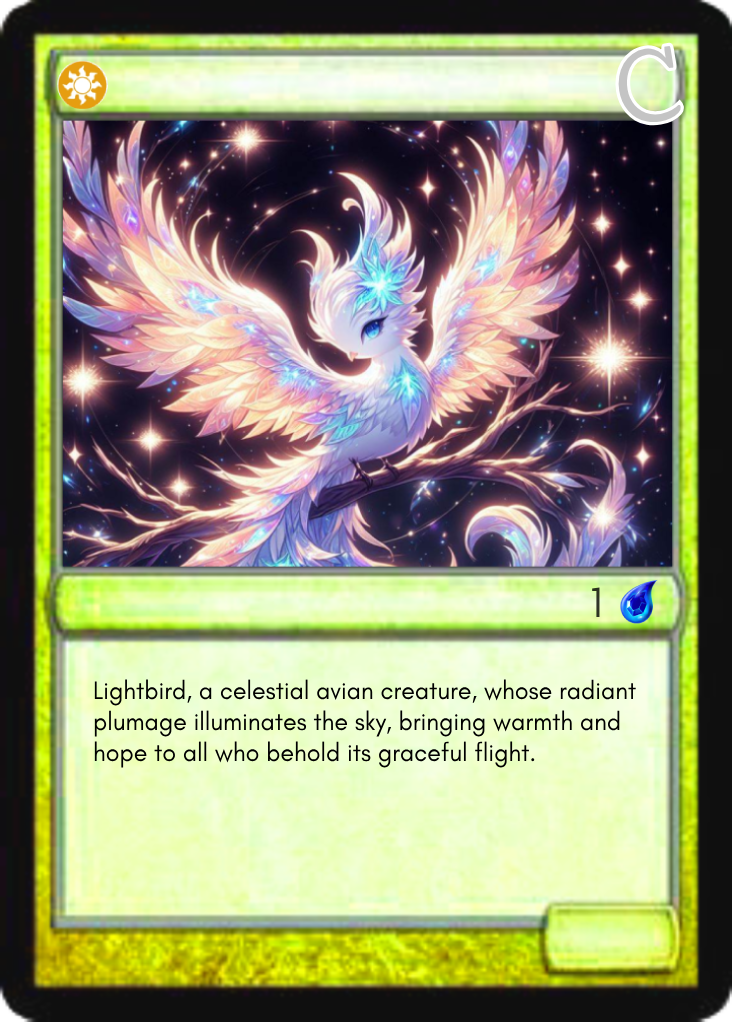 C
1
Lightbird, a celestial avian creature, whose radiant
plumage illuminates the sky, bringing warmth and
hope to all who behold its graceful flight.